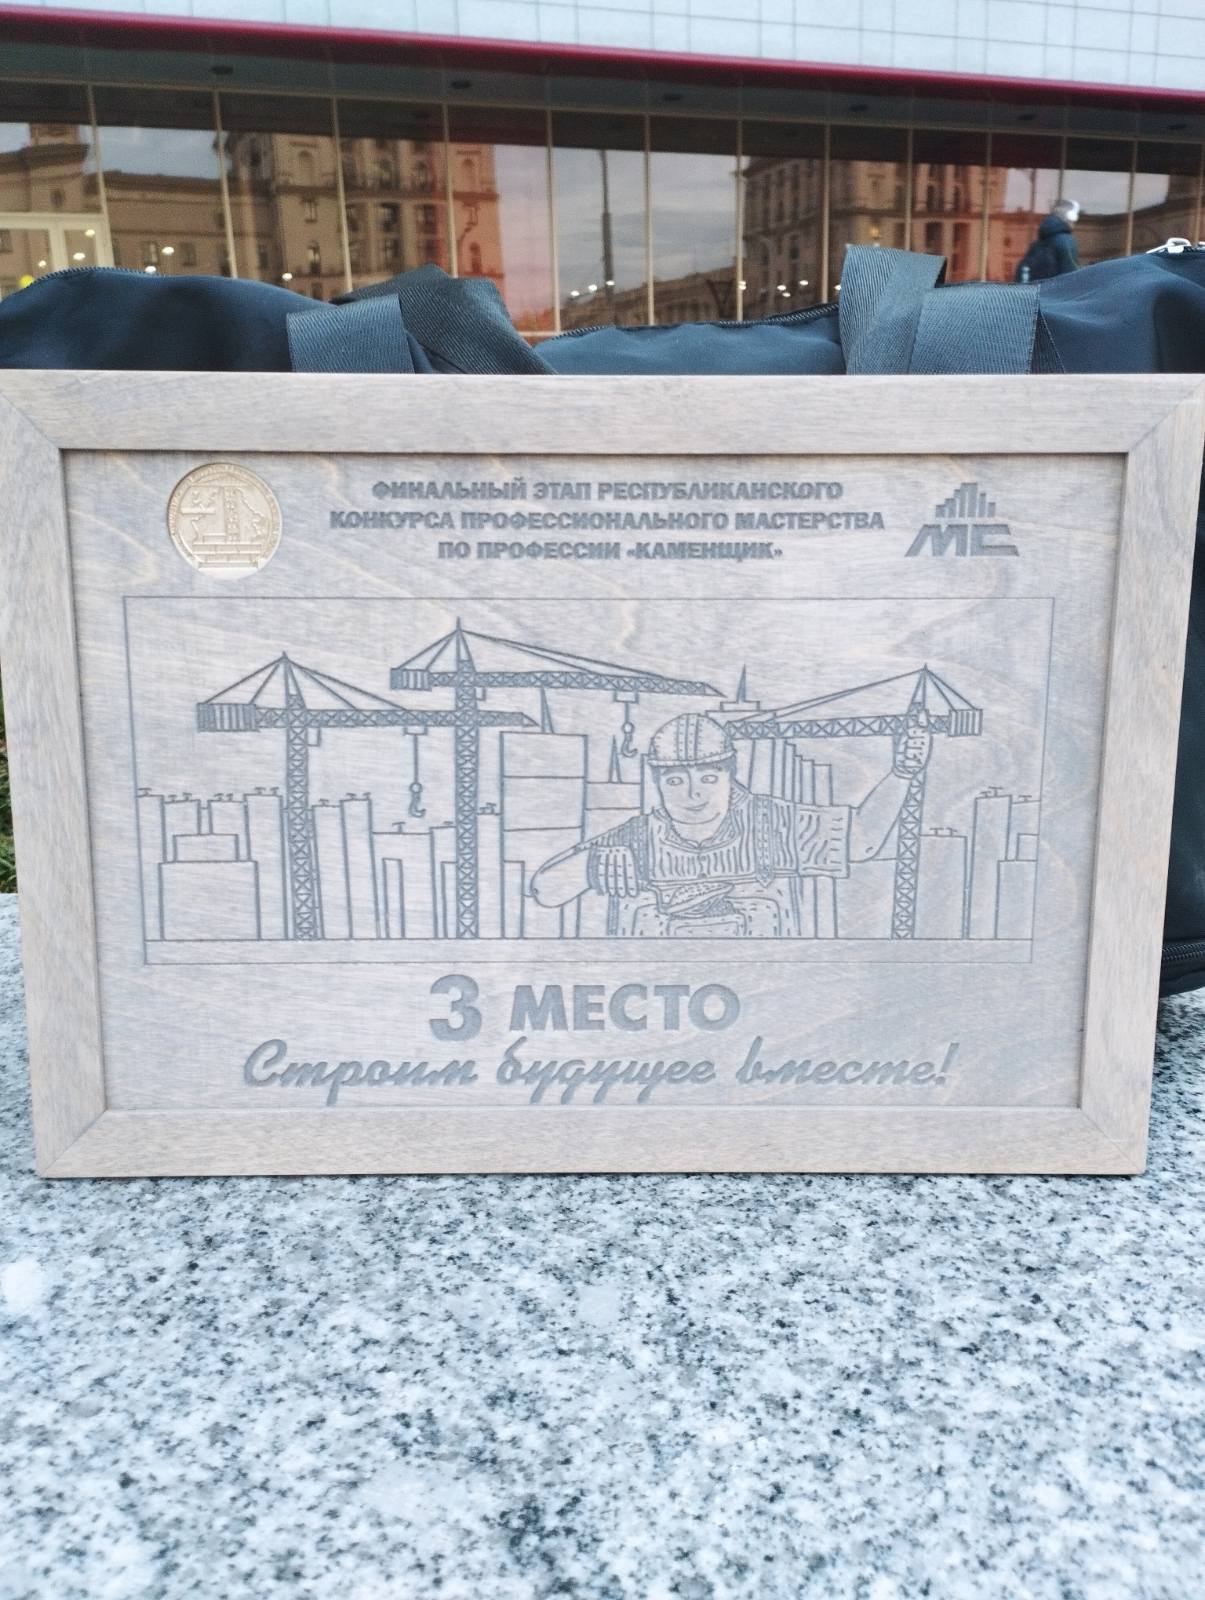 ФИНАЛЬНЫЙ ЭТАП РЕСПУБЛИКАНСКОГО
КОНКУРСА ПРОФЕССИОНАЛЬНОГО МАСТЕРСТВА
ПО ПРОФЕССИИ «КАМЕНЩИК»
МС
3 МЕСТО
Строим будущее вместе!